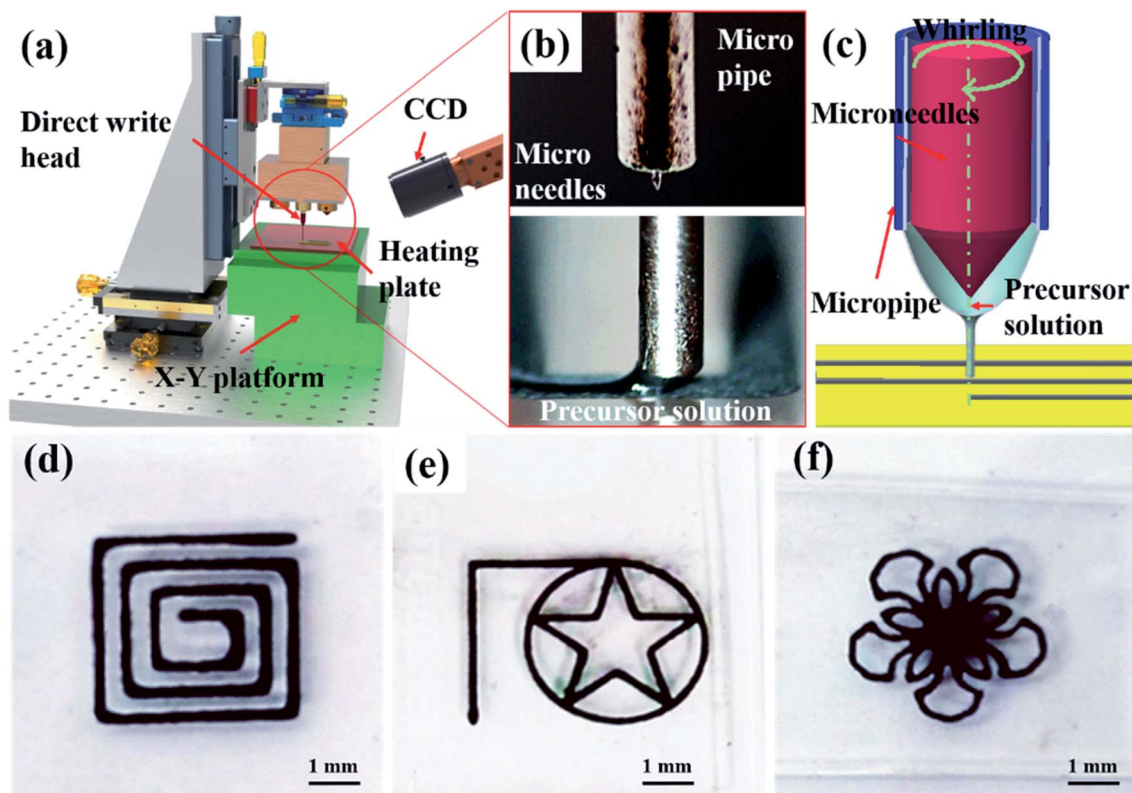 (a)
Direct write
head
CCD
Heating
plate
X-Y platform
(b)
Micro
pipe
Micro
needles
Precursor solution
(c)
Whirling
Microneedles
Micropipe
Precursor
solution
(d)
1 mm
(e)
1 mm
(f)
1 mm